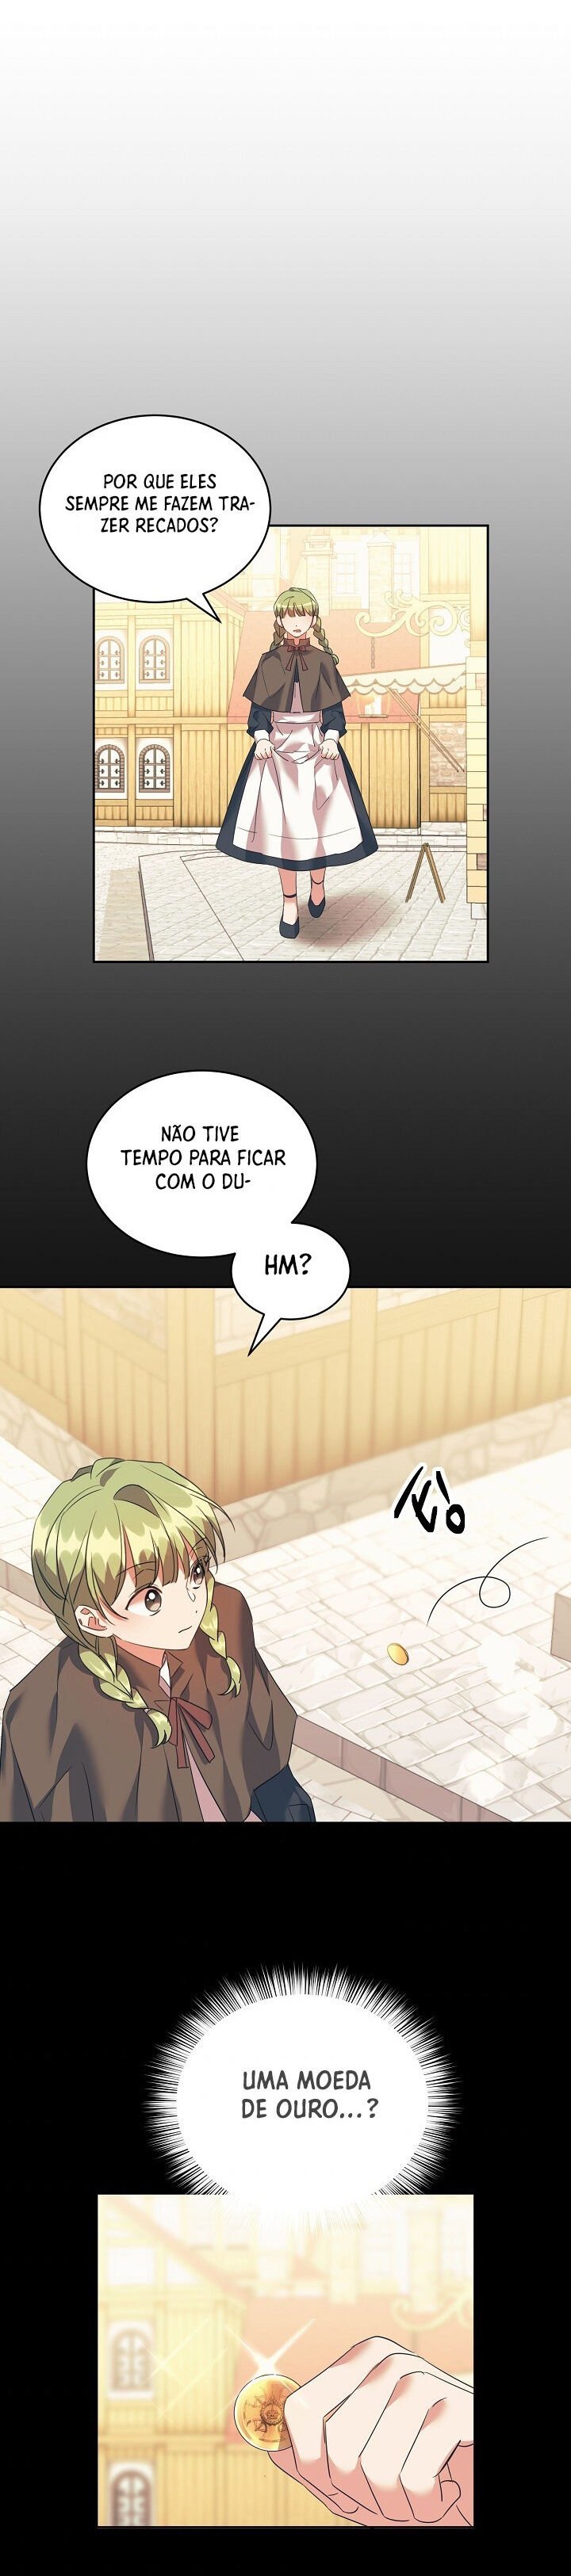 POR QUE ELES
SEMPRE ME FAZEM TRA-
ZER RECADOS?
NÃO TIVE
TEMPO PARA FICAR
COM O DU-
HM?
UMA MOEDA
DE OURO...?